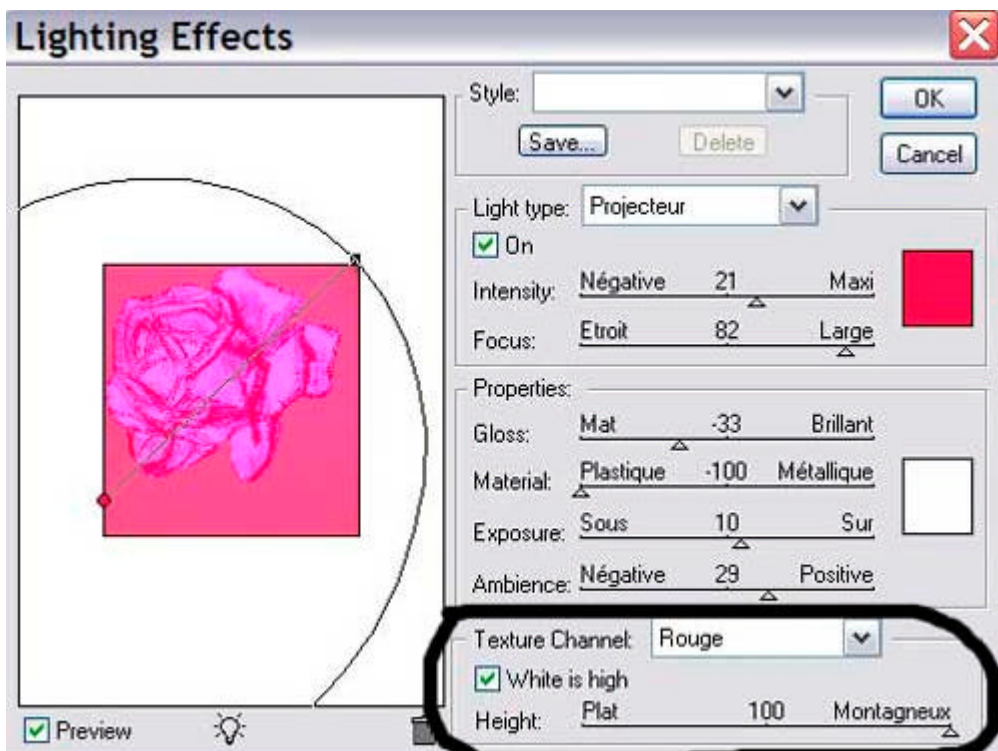 Lighting Effects
Style:
OK
Save...
Delete
Cancel
Light type: Projecteur
On
Intensity: Négative 21 Maxi
Focus: Etroit 82 Large
Properties:
Gloss: Mat -33 Brillant
Material: Plastique -100 Métallique
Exposure: Sous 10 Sur
Ambience: Négative 29 Positive
Texture Channel: Rouge
White is high
Height: Plat 100 Montagneux
Preview